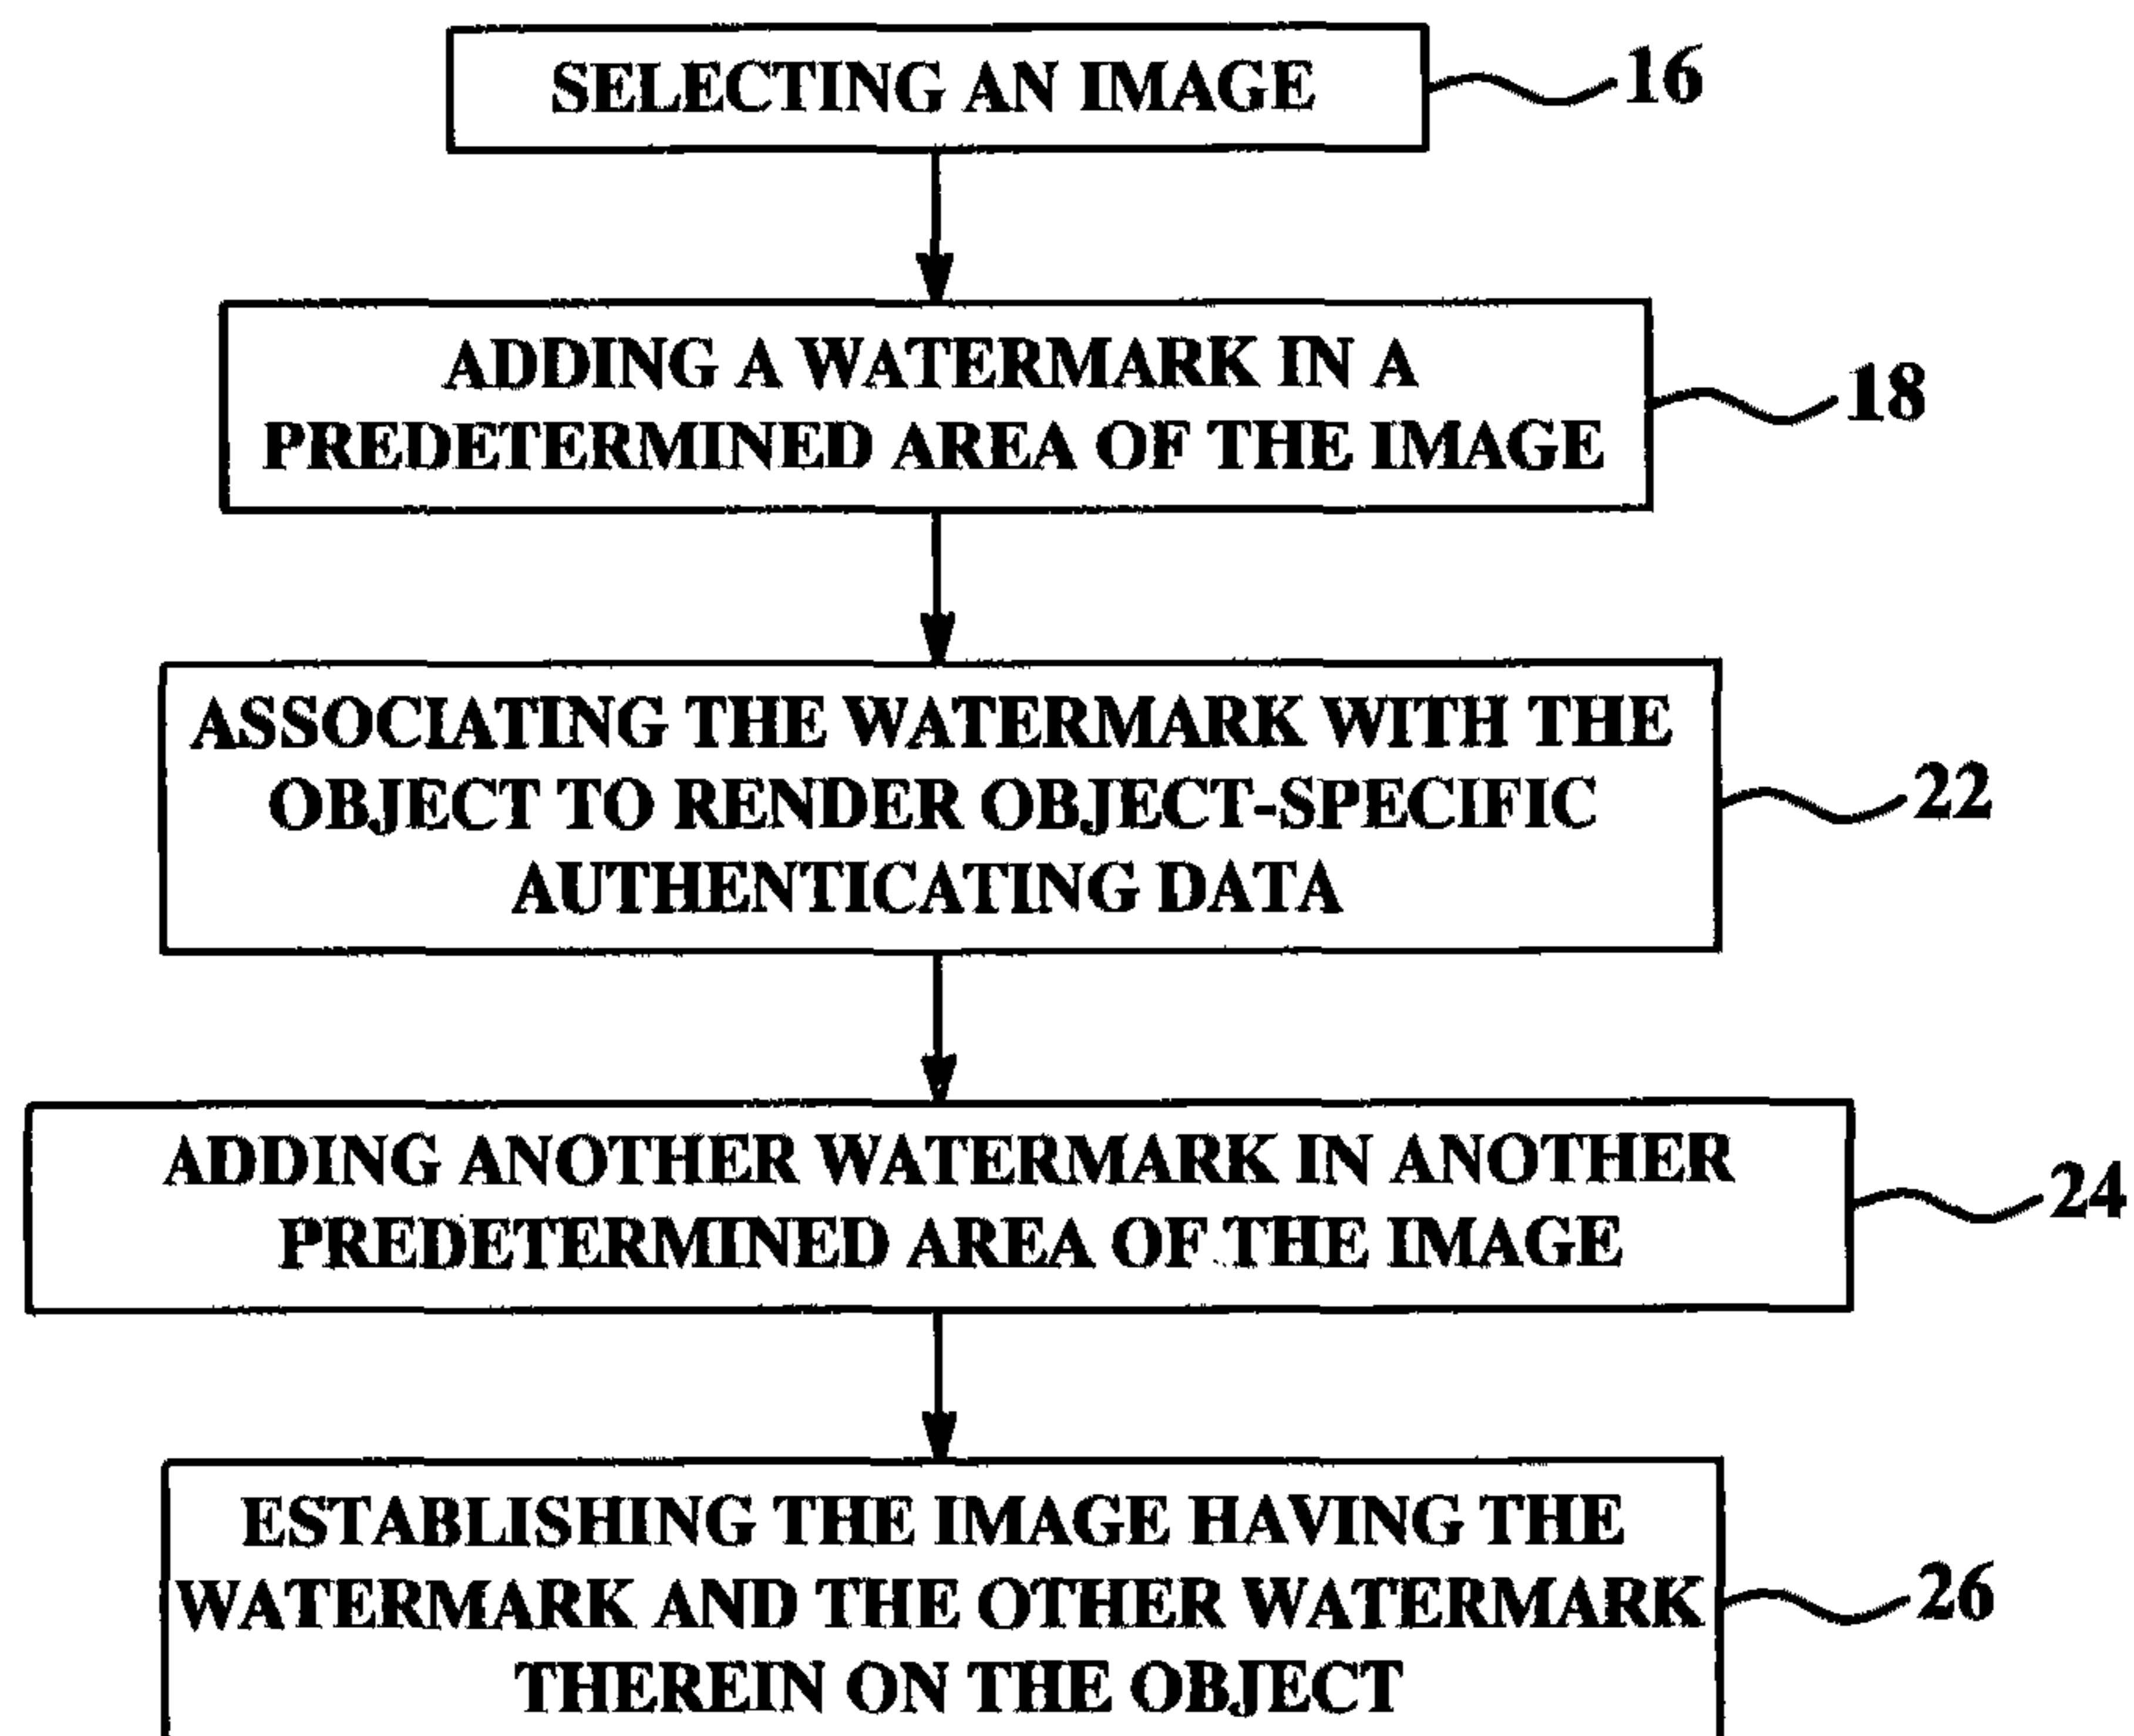 SELECTING AN IMAGE
16
ADDING A WATERMARK IN A
PREDETERMINED AREA OF THE IMAGE
18
ASSOCIATING THE WATERMARK WITH THE
OBJECT TO RENDER OBJECT-SPECIFIC
AUTHENTICATING DATA
22
ADDING ANOTHER WATERMARK IN ANOTHER
PREDETERMINED AREA OF THE IMAGE
24
ESTABLISHING THE IMAGE HAVING THE
WATERMARK AND THE OTHER WATERMARK
THEREIN ON THE OBJECT
26